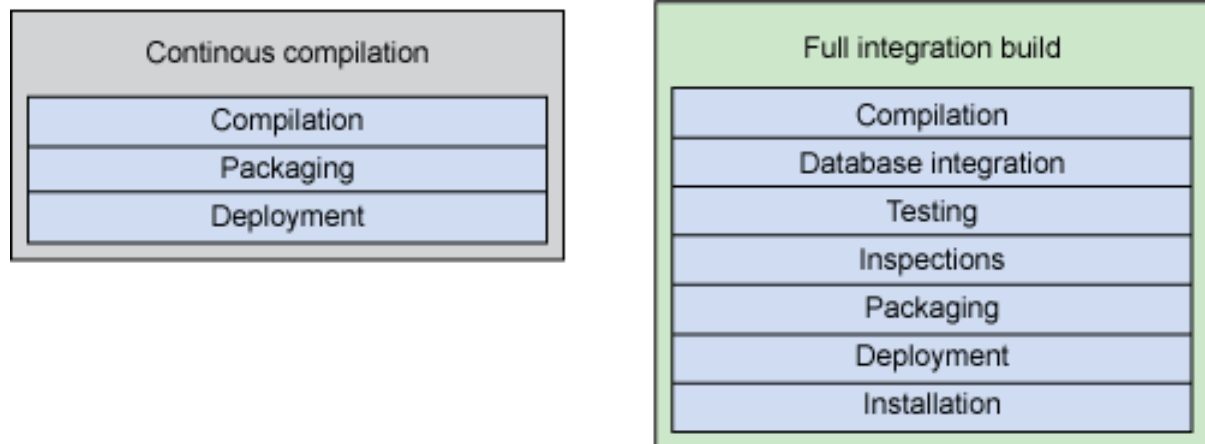 Continous compilation
Compilation
Packaging
Deployment
Full integration build
Compilation
Database integration
Testing
Inspections
Packaging
Deployment
Installation